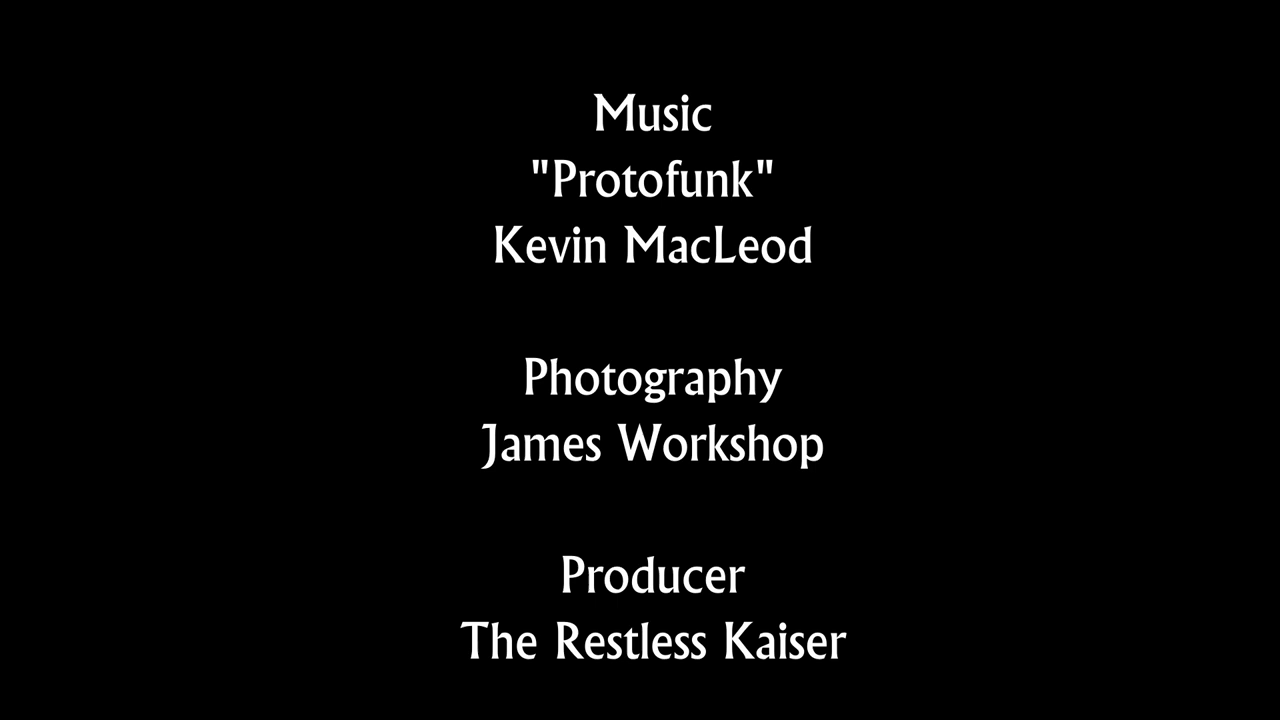 Music
"Protofunk"
Kevin MacLeod
Photography
James Workshop
Producer
The Restless Kaiser